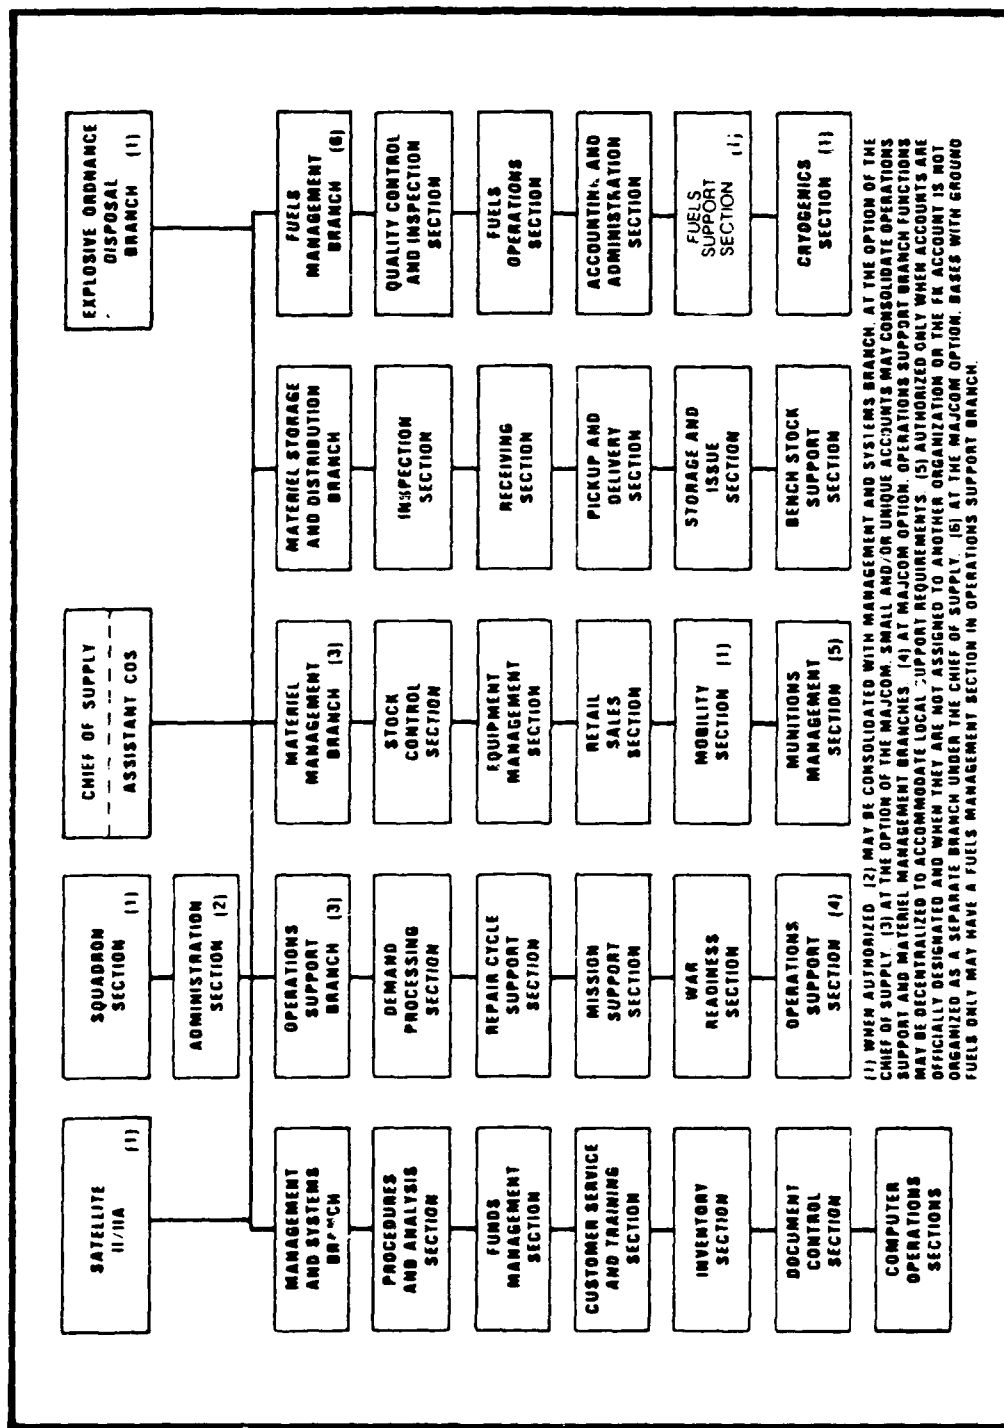 SATELLITE
II/IIA (1)
SQUADRON
SECTION (1)
CHIEF OF SUPPLY
ASSISTANT COS
EXPLOSIVE ORDNANCE
DISPOSAL
BRANCH (1)
ADMINISTRATION
SECTION (2)
MANAGEMENT
AND SYSTEMS
BRANCH
PROCEDURES
AND ANALYSIS
SECTION
FUNDS
MANAGEMENT
SECTION
CUSTOMER SERVICE
AND TRAINING
SECTION
INVENTORY
SECTION
DOCUMENT
CONTROL
SECTION
COMPUTER
OPERATIONS
SECTIONS
OPERATIONS
SUPPORT
BRANCH (3)
DEMAND
PROCESSING
SECTION
REPAIR CYCLE
SUPPORT
SECTION
MISSION
SUPPORT
SECTION
WAR
READINESS
SECTION
OPERATIONS
SUPPORT
SECTION (4)
MATERIEL
MANAGEMENT
BRANCH (3)
STOCK
CONTROL
SECTION
EQUIPMENT
MANAGEMENT
SECTION
RETAIL
SALES
SECTION
MOBILITY
SECTION (1)
MUNITIONS
MANAGEMENT
SECTION (5)
MATERIEL STORAGE
AND DISTRIBUTION
BRANCH
INSPECTION
SECTION
RECEIVING
SECTION
PICKUP AND
DELIVERY
SECTION
STORAGE AND
ISSUE
SECTION
BENCH STOCK
SUPPORT
SECTION
FUELS
MANAGEMENT
BRANCH (6)
QUALITY CONTROL
AND INSPECTION
SECTION
FUELS
OPERATIONS
SECTION
ACCOUNTING AND
ADMINISTRATION
SECTION
FUELS
SUPPORT
SECTION (1)
CRYOGENICS
SECTION (1)
(1) WHEN AUTHORIZED (2) MAY BE CONSOLIDATED WITH MANAGEMENT AND SYSTEMS BRANCH, AT THE OPTION OF THE
CHIEF OF SUPPLY. (3) AT THE OPTION OF THE MAJCOM, SMALL AND/OR UNIQUE ACCOUNTS MAY CONSOLIDATE OPERATIONS
SUPPORT AND MATERIEL MANAGEMENT BRANCHES. (4) AT MAJCOM OPTION, OPERATIONS SUPPORT BRANCH FUNCTIONS
MAY BE DECENTRALIZED TO ACCOMMODATE LOCAL SUPPORT REQUIREMENTS. (5) AUTHORIZED ONLY WHEN ACCOUNTS ARE
OFFICIALLY DESIGNATED AND WHEN THEY ARE NOT ASSIGNED TO ANOTHER ORGANIZATION OR THE FK ACCOUNT IS NOT
ORGANIZED AS A SEPARATE BRANCH UNDER THE CHIEF OF SUPPLY. (6) AT THE MAJCOM OPTION, BASES WITH GROUND
FUELS ONLY MAY HAVE A FUELS MANAGEMENT SECTION IN OPERATIONS SUPPORT BRANCH.